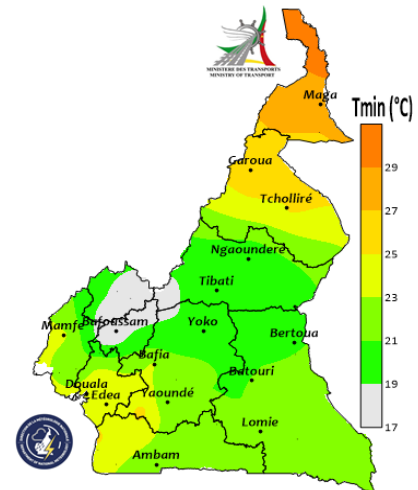 MINISTERE DES TRANSPORTS
MINISTRY OF TRANSPORT
Maga
Tmin (°C)
Garoua
Tcholliré
Ngaoundere
Tibati
Mamfe
Bafoussam
Yoko
Bertoua
Bafia
Batouri
Douala
Edea
Yaoundé
Lomie
Ambam
29
27
25
23
21
19
17